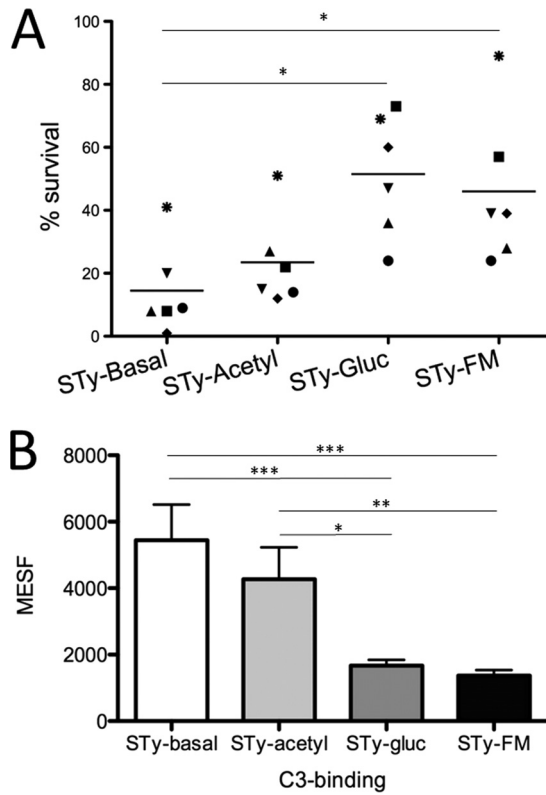 A
*
*
100
80
60
40
20
0
% survival
STy-Basal
STy-Acetyl
STy-Gluc
STy-FM
B
***
***
**
*
8000
6000
4000
2000
0
MESF
STy-basal
STy-acetyl
STy-gluc
STy-FM
C3-binding